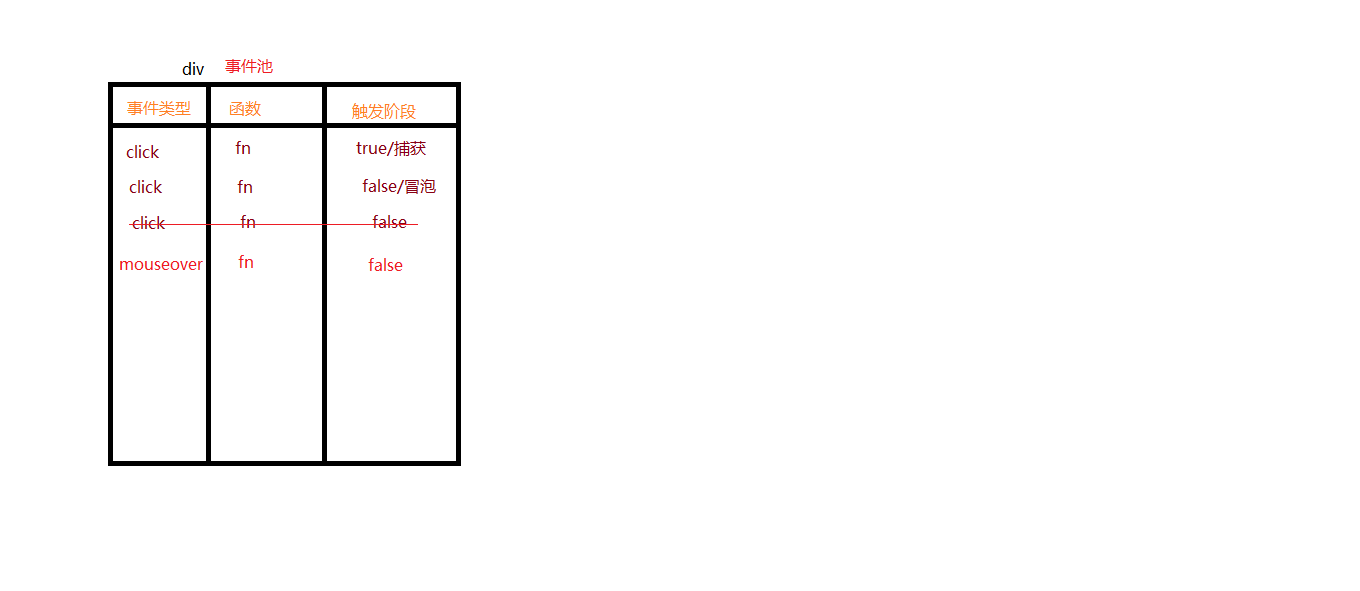 div 事件池
事件类型 函数 触发阶段
click fn true/捕获
click fn false/冒泡
click fn false
mouseover fn false